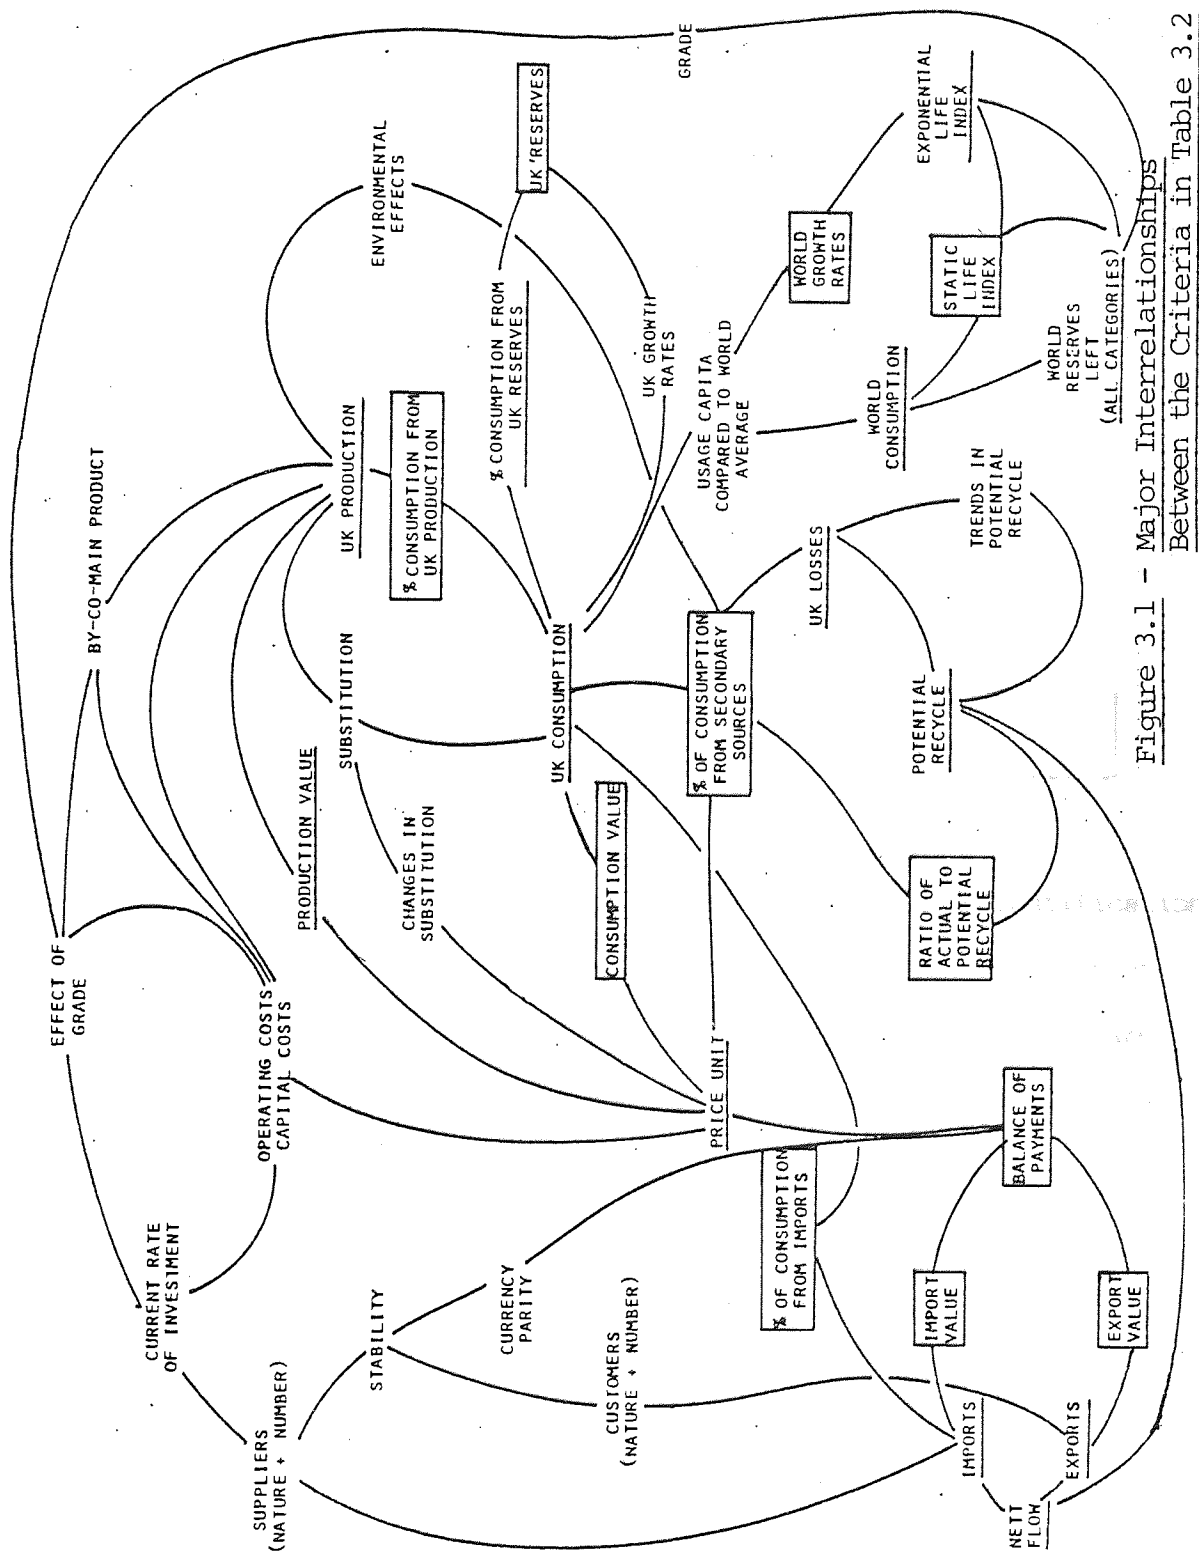 EFFECT OF
GRADE
BY-CO-MAIN PRODUCT
CURRENT RATE
OF INVESTMENT
SUPPLIERS
(NATURE + NUMBER)
OPERATING COSTS
CAPITAL COSTS
PRODUCTION VALUE
SUBSTITUTION
UK PRODUCTION
ENVIRONMENTAL
EFFECTS
STABILITY
CHANGES IN
SUBSTITUTION
% CONSUMPTION FROM
UK PRODUCTION
CURRENCY
PARITY
% CONSUMPTION FROM
UK RESERVES
UK RESERVES
UK CONSUMPTION
CUSTOMERS
(NATURE + NUMBER)
CONSUMPTION VALUE
UK GROWTH
RATES
GRADE
PRICE UNIT
% OF CONSUMPTION
FROM SECONDARY
SOURCES
USAGE CAPITA
COMPARED TO WORLD
AVERAGE
% OF CONSUMPTION
FROM IMPORTS
UK LOSSES
WORLD
GROWTH
RATES
WORLD
CONSUMPTION
IMPORT
VALUE
RATIO OF
ACTUAL TO
POTENTIAL
RECYCLE
POTENTIAL
RECYCLE
EXPONENTIAL
LIFE
INDEX
STATIC
LIFE
INDEX
IMPORTS
TRENDS IN
POTENTIAL
RECYCLE
BALANCE OF
PAYMENTS
NETT
FLOW
EXPORTS
EXPORT
VALUE
WORLD
RESERVES
LEFT
(ALL CATEGORIES)
Figure 3.1 - Major Interrelationships
Between the Criteria in Table 3.2